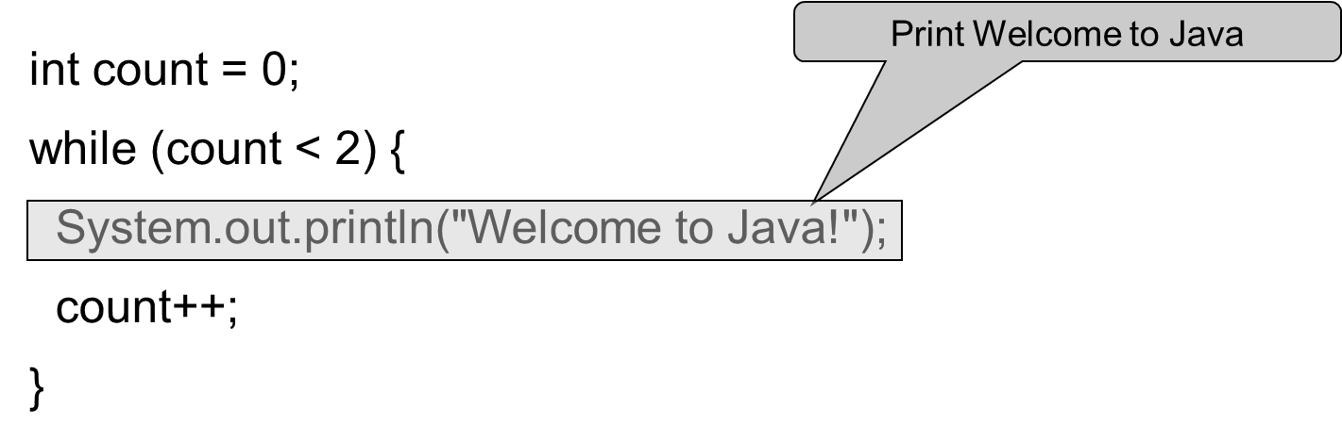 Print Welcome to Java
int count = 0;
while (count < 2) {
System.out.println("Welcome to Java!");
count++;
}